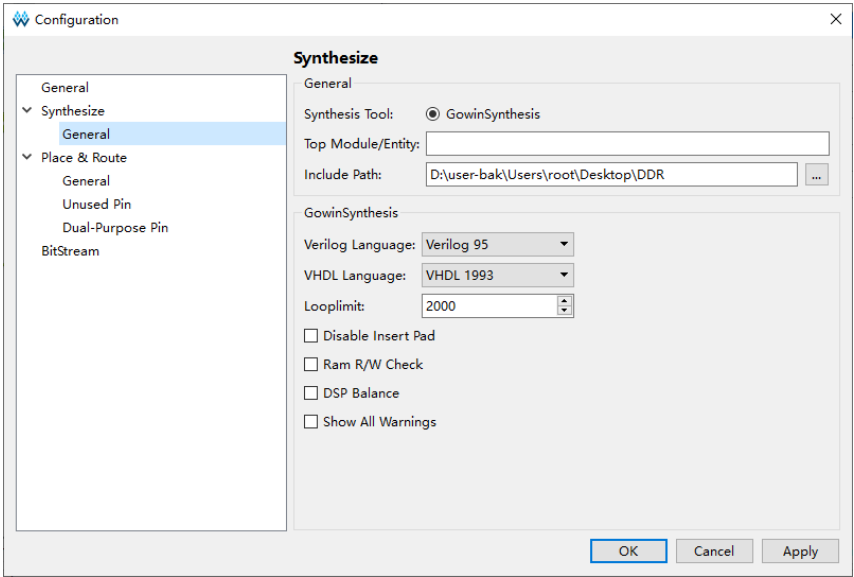 Configuration
General
Synthesize
General
Place & Route
General
Unused Pin
Dual-Purpose Pin
BitStream
Synthesize
General
Synthesis Tool: GowinSynthesis
Top Module/Entity:
Include Path: D:\user-bak\Users\root\Desktop\DDR ...
GowinSynthesis
Verilog Language: Verilog 95
VHDL Language: VHDL 1993
Looplimit: 2000
Disable Insert Pad
Ram R/W Check
DSP Balance
Show All Warnings
OK Cancel Apply